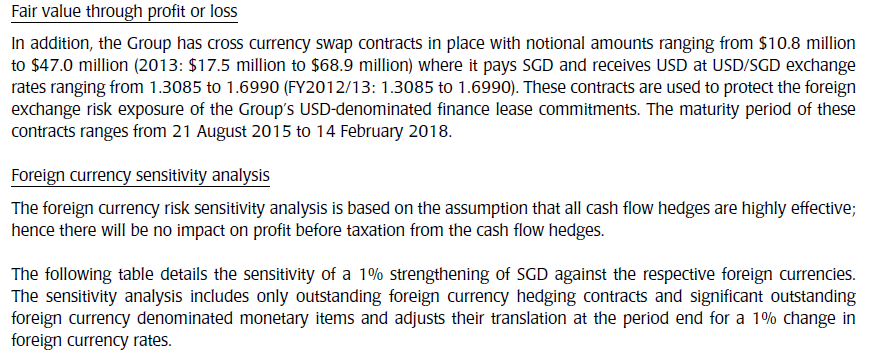 Fair value through profit or loss
In addition, the Group has cross currency swap contracts in place with notional amounts ranging from $10.8 million
to $47.0 million (2013: $17.5 million to $68.9 million) where it pays SGD and receives USD at USD/SGD exchange
rates ranging from 1.3085 to 1.6990 (FY2012/13: 1.3085 to 1.6990). These contracts are used to protect the foreign
exchange risk exposure of the Group's USD-denominated finance lease commitments. The maturity period of these
contracts ranges from 21 August 2015 to 14 February 2018.
Foreign currency sensitivity analysis
The foreign currency risk sensitivity analysis is based on the assumption that all cash flow hedges are highly effective;
hence there will be no impact on profit before taxation from the cash flow hedges.
The following table details the sensitivity of a 1% strengthening of SGD against the respective foreign currencies.
The sensitivity analysis includes only outstanding foreign currency hedging contracts and significant outstanding
foreign currency denominated monetary items and adjusts their translation at the period end for a 1% change in
foreign currency rates.